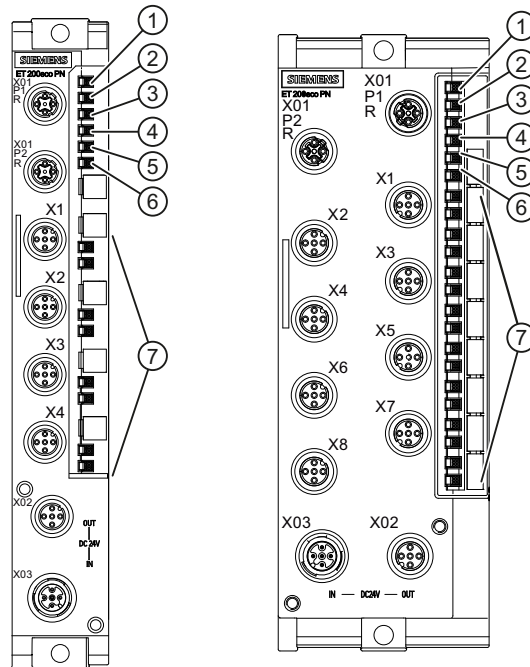 SIEMENS
ET 200eco PN
X01
P1
R
X01
P2
R
X1
X2
X3
X4
X02
OUT
DC 24V
IN
X03
1
2
3
4
5
6
7
SIEMENS
ET 200eco PN
X01
P2
R
X01
P1
R
X1
X2
X3
X4
X5
X6
X7
X8
X03
X02
IN — DC24V — OUT
1
2
3
4
5
6
7